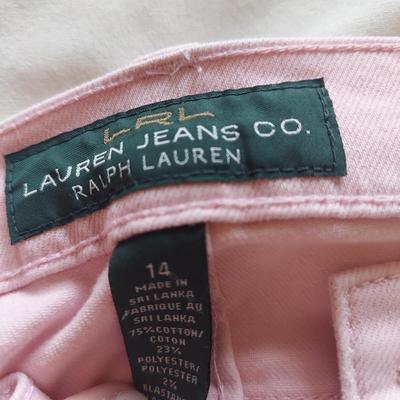 LRL
LAUREN JEANS CO.
RALPH LAUREN
14
MADE IN
SRI LANKA
FABRIQUE AU
SRI LANKA
75% COTTON/
COTON
23%
POLYESTER/
POLYESTER
2%